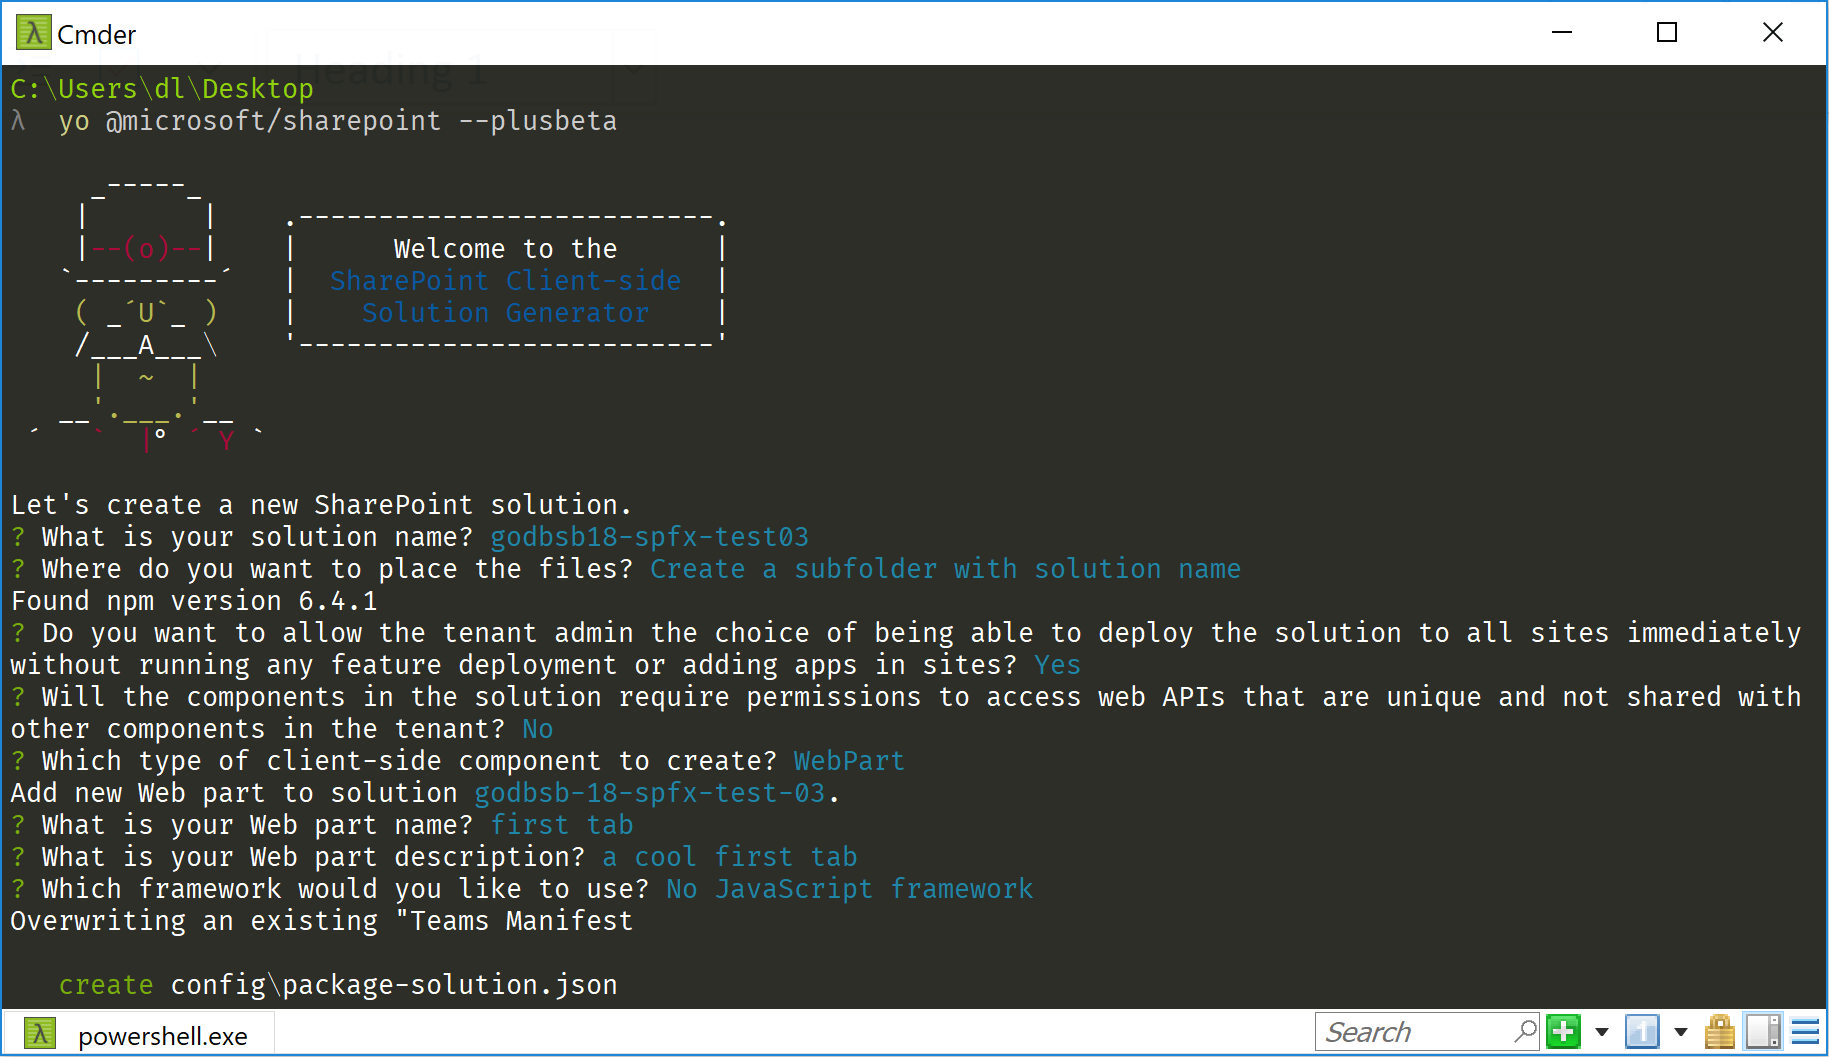 Cmder
Heading 1
C:\Users\dl\Desktop
λ  yo @microsoft/sharepoint --plusbeta
     _-----_
    |       |    .--------------------------.
    |--(o)--|    |      Welcome to the      |
   `---------´   |  SharePoint Client-side  |
    ( _´U`_ )    |    Solution Generator    |
    /___A___\    '--------------------------'
     |  ~  |
   __'.___.'__
 ´   `  |° ´ Y `
Let's create a new SharePoint solution.
? What is your solution name? godbsb18-spfx-test03
? Where do you want to place the files? Create a subfolder with solution name
Found npm version 6.4.1
? Do you want to allow the tenant admin the choice of being able to deploy the solution to all sites immediately
without running any feature deployment or adding apps in sites? Yes
? Will the components in the solution require permissions to access web APIs that are unique and not shared with
other components in the tenant? No
? Which type of client-side component to create? WebPart
Add new Web part to solution godbsb-18-spfx-test-03.
? What is your Web part name? first tab
? What is your Web part description? a cool first tab
? Which framework would you like to use? No JavaScript framework
Overwriting an existing "Teams Manifest
   create config\package-solution.json
powershell.exe
Search
1